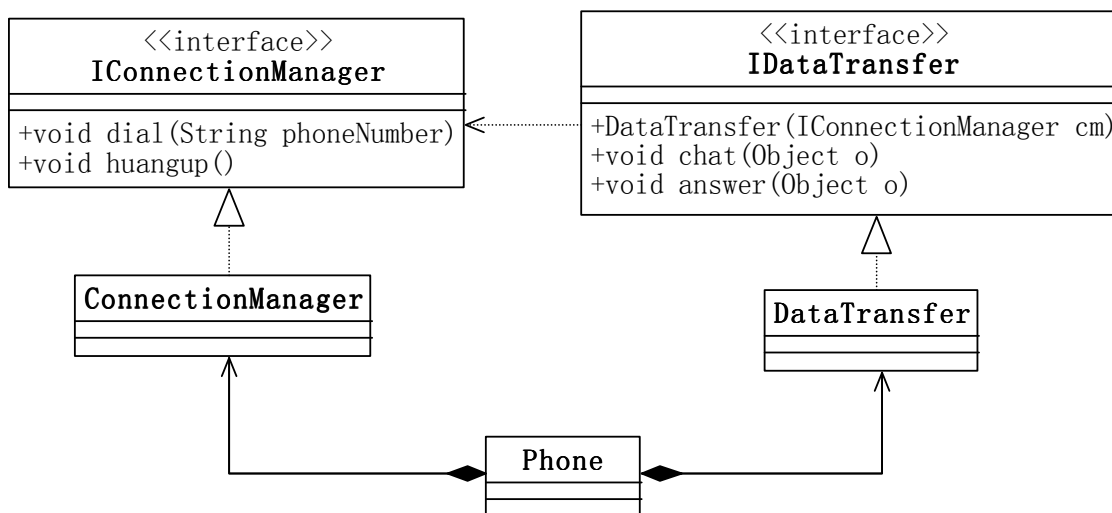 <<interface>>
IConnectionManager
+void dial(String phoneNumber)
+void huangup()
<<interface>>
IDataTransfer
+DataTransfer(IConnectionManager cm)
+void chat(Object o)
+void answer(Object o)
ConnectionManager
DataTransfer
Phone